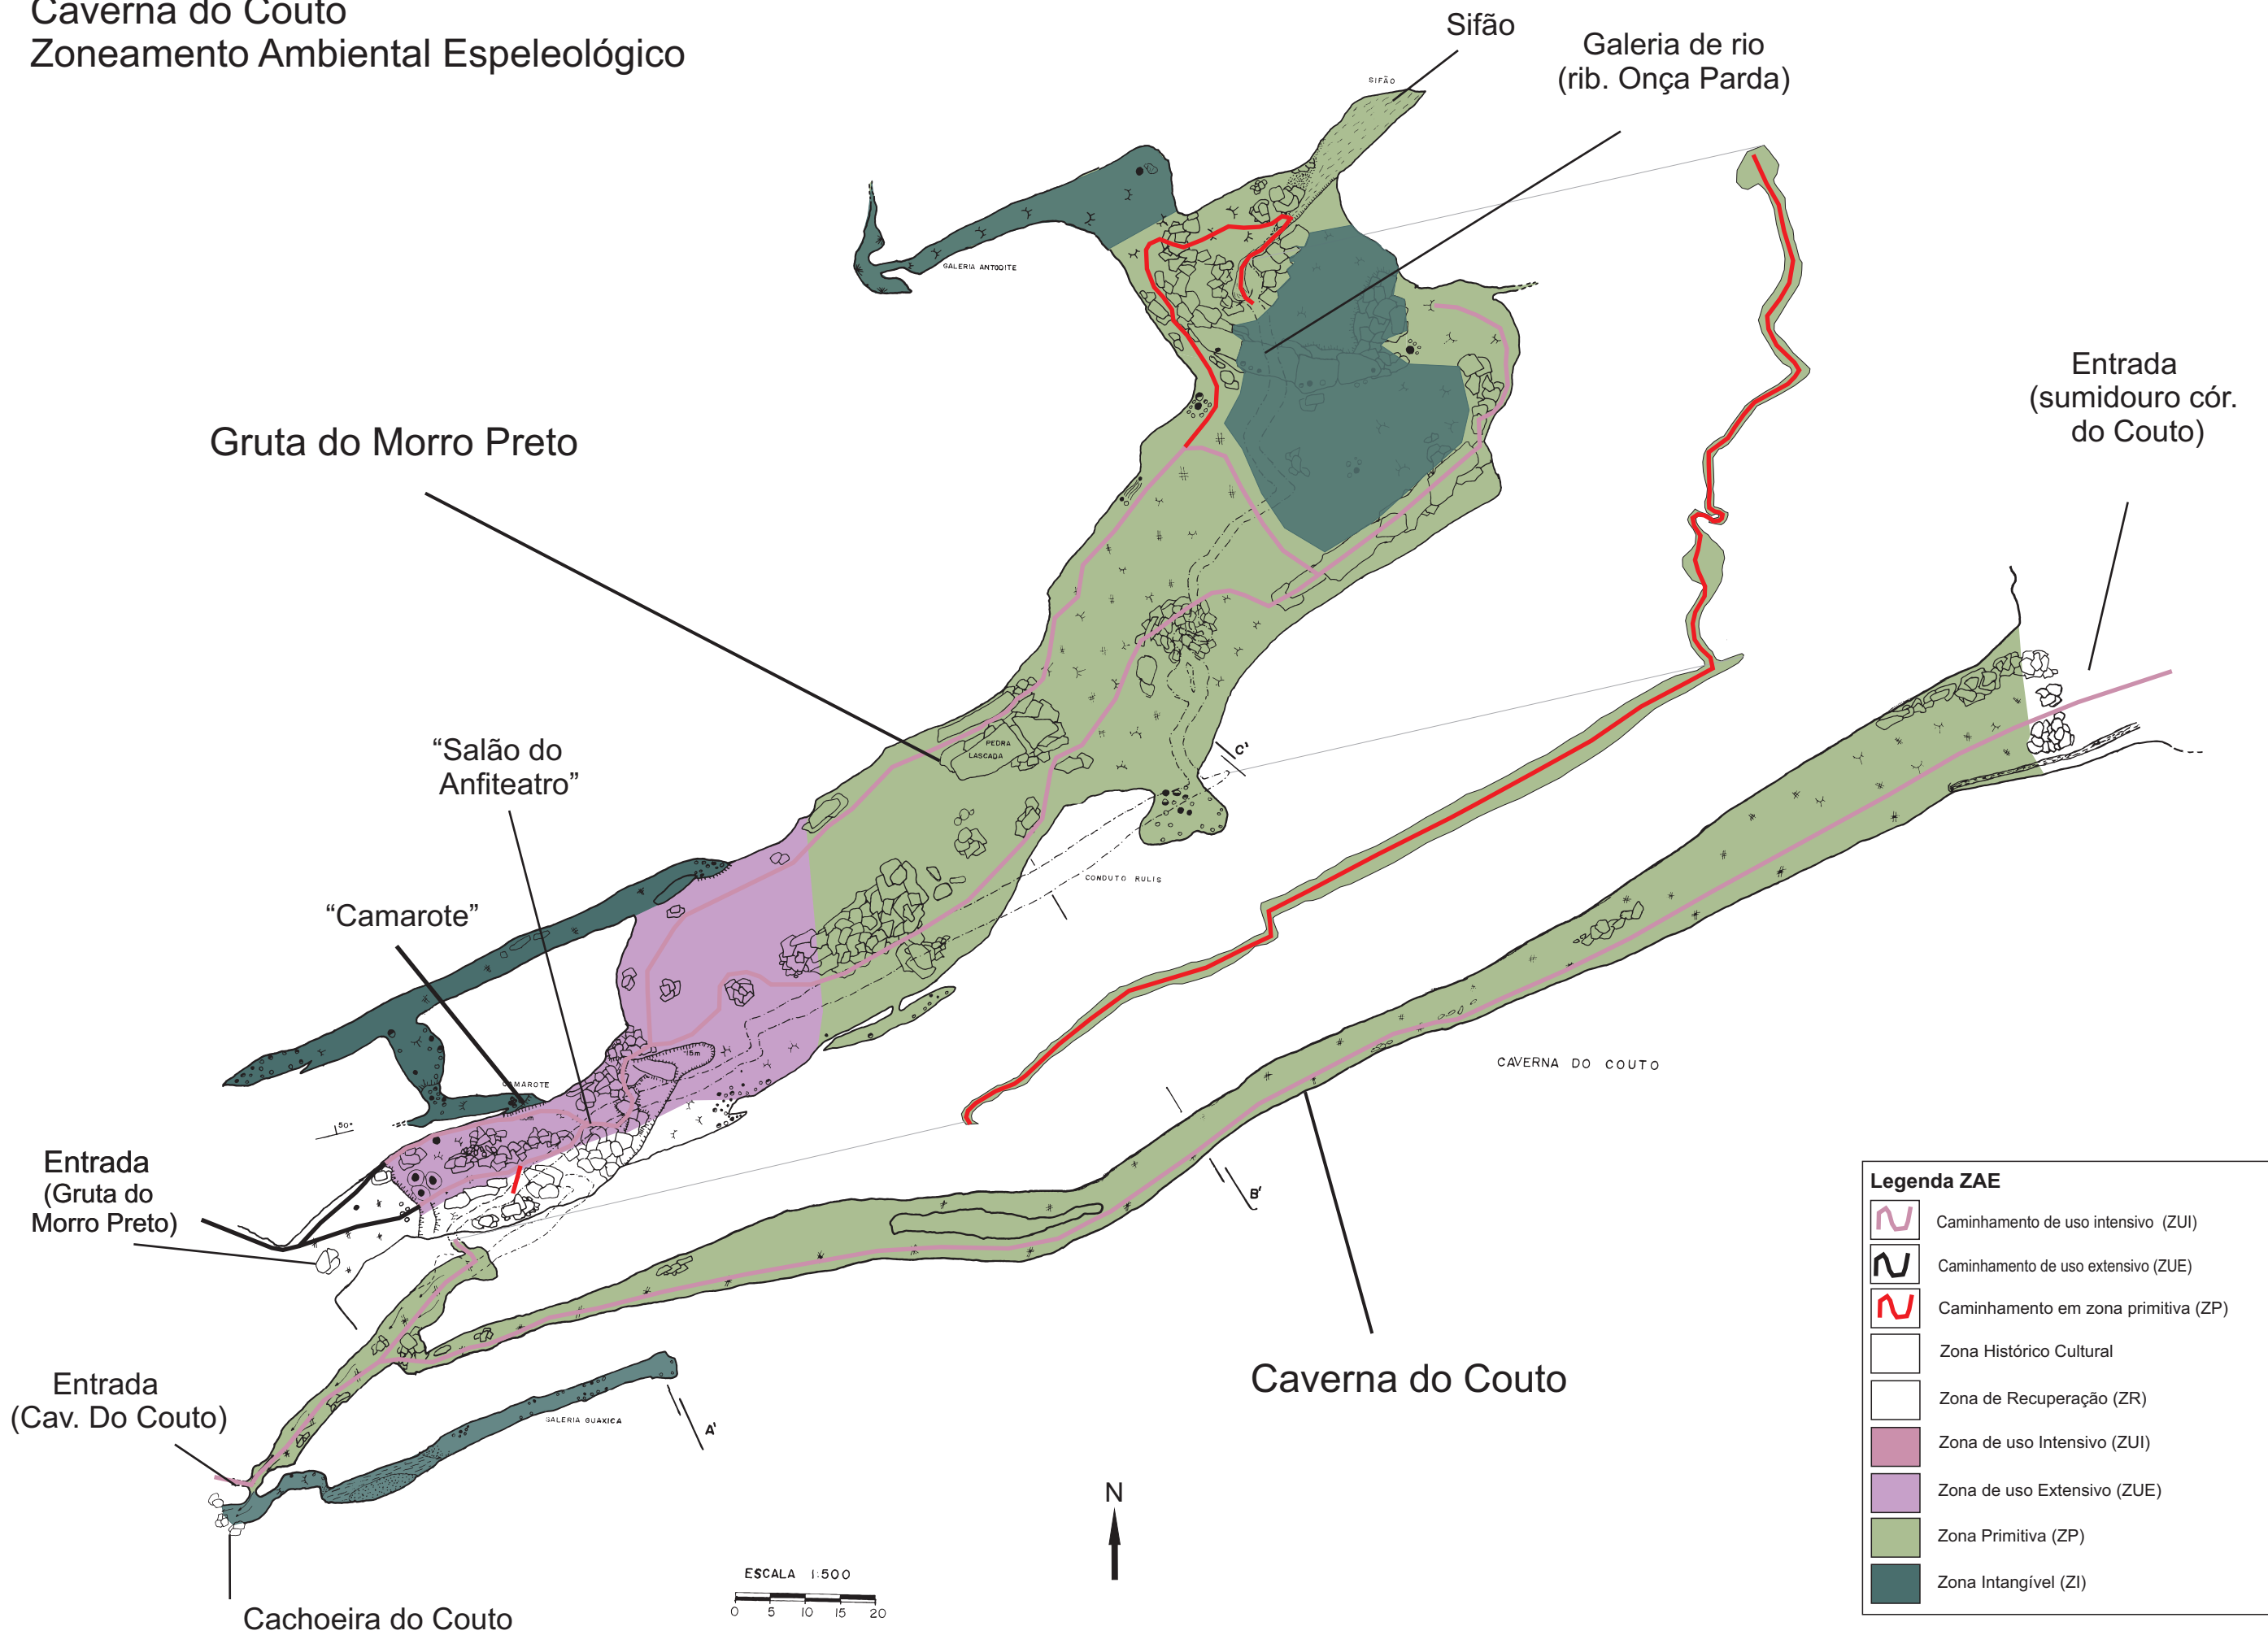 Caverna do Couto
Zoneamento Ambiental Espeleológico
Sifão
Galeria de rio
(rib. Onça Parda)
SIFÃO
GALERIA ANTODITE
Entrada
(sumidouro cór.
do Couto)
Gruta do Morro Preto
PEDRA
LASCADA
"Salão do
Anfiteatro"
C'
CONDUTO RULIS
"Camarote"
15m
CAMAROTE
50°
CAVERNA DO COUTO
Entrada
(Gruta do
Morro Preto)
B'
Caverna do Couto
Entrada
(Cav. Do Couto)
GALERIA GUAXICA
A'
N
ESCALA 1:500
0 5 10 15 20
Cachoeira do Couto
Legenda ZAE
Caminhamento de uso intensivo (ZUI)
Caminhamento de uso extensivo (ZUE)
Caminhamento em zona primitiva (ZP)
Zona Histórico Cultural
Zona de Recuperação (ZR)
Zona de uso Intensivo (ZUI)
Zona de uso Extensivo (ZUE)
Zona Primitiva (ZP)
Zona Intangível (ZI)